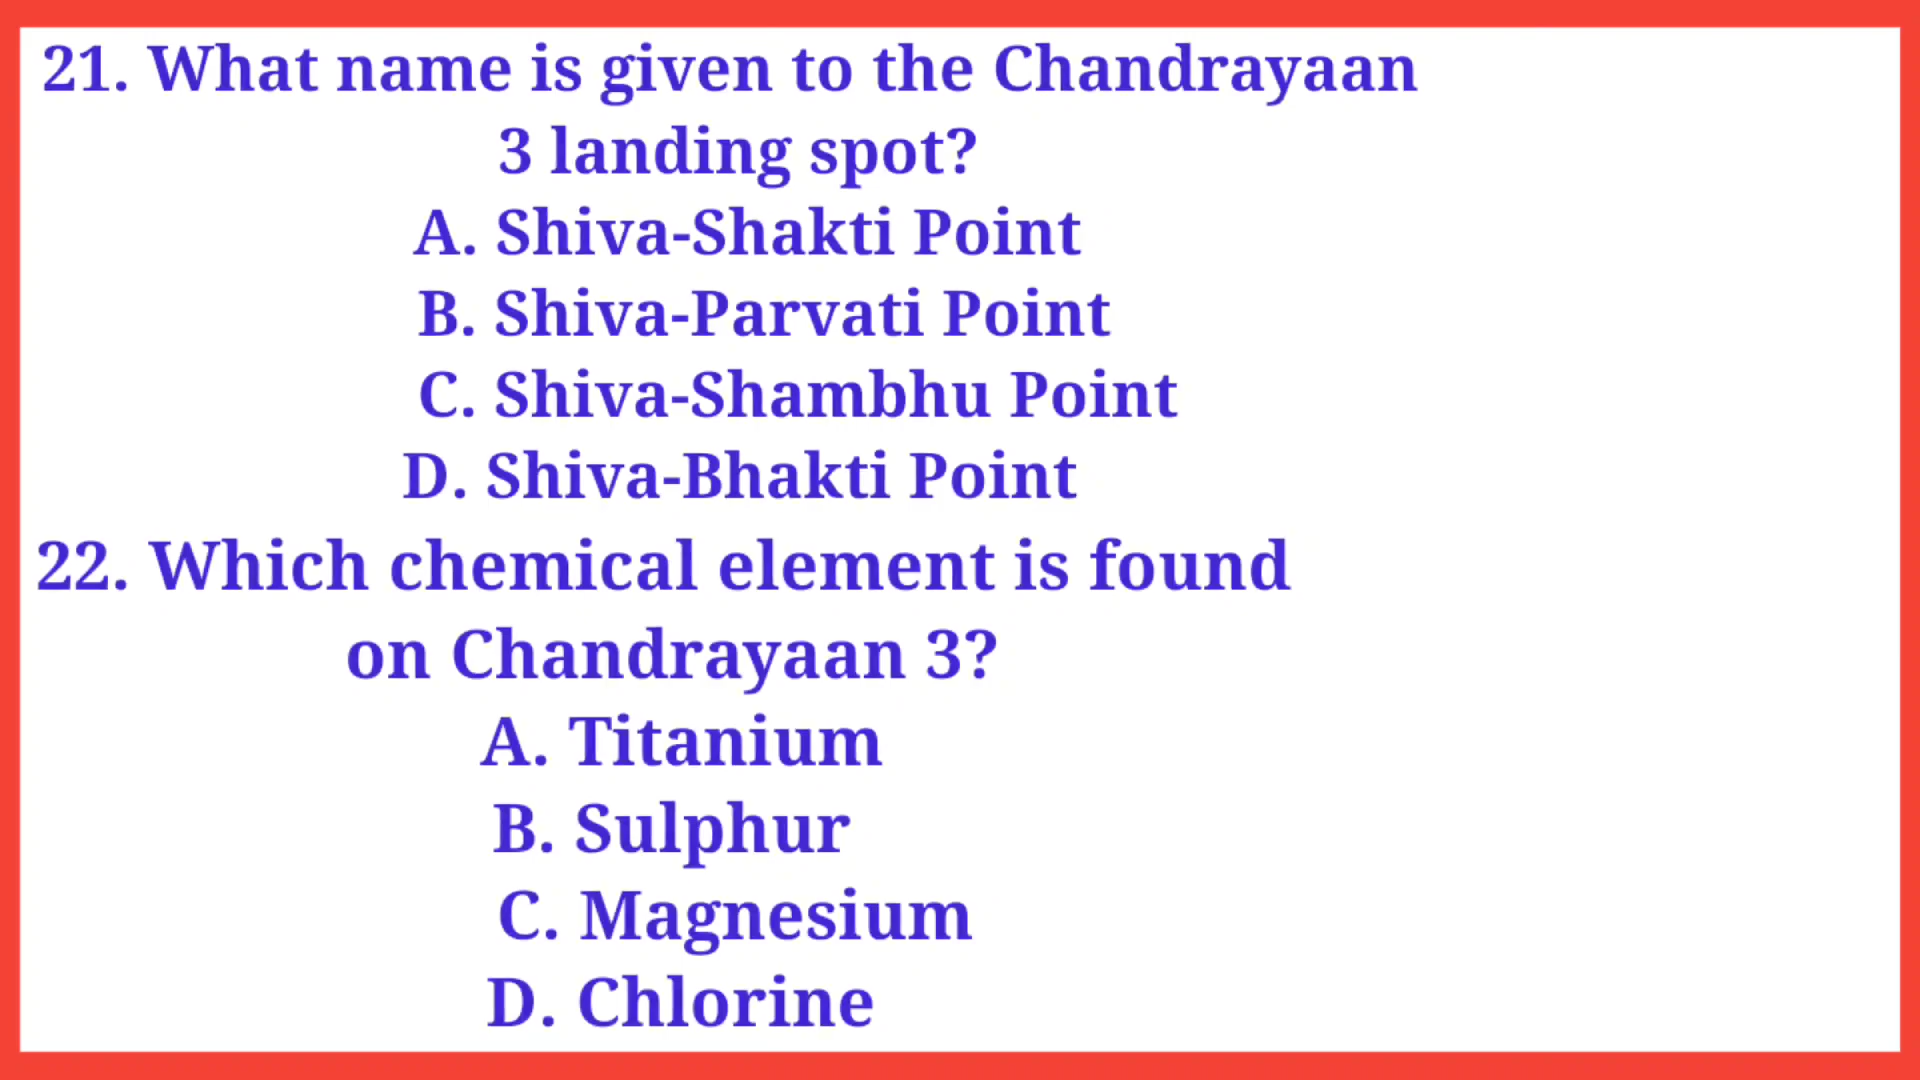 21. What name is given to the Chandrayaan
3 landing spot?
A. Shiva-Shakti Point
B. Shiva-Parvati Point
C. Shiva-Shambhu Point
D. Shiva-Bhakti Point
22. Which chemical element is found
on Chandrayaan 3?
A. Titanium
B. Sulphur
C. Magnesium
D. Chlorine